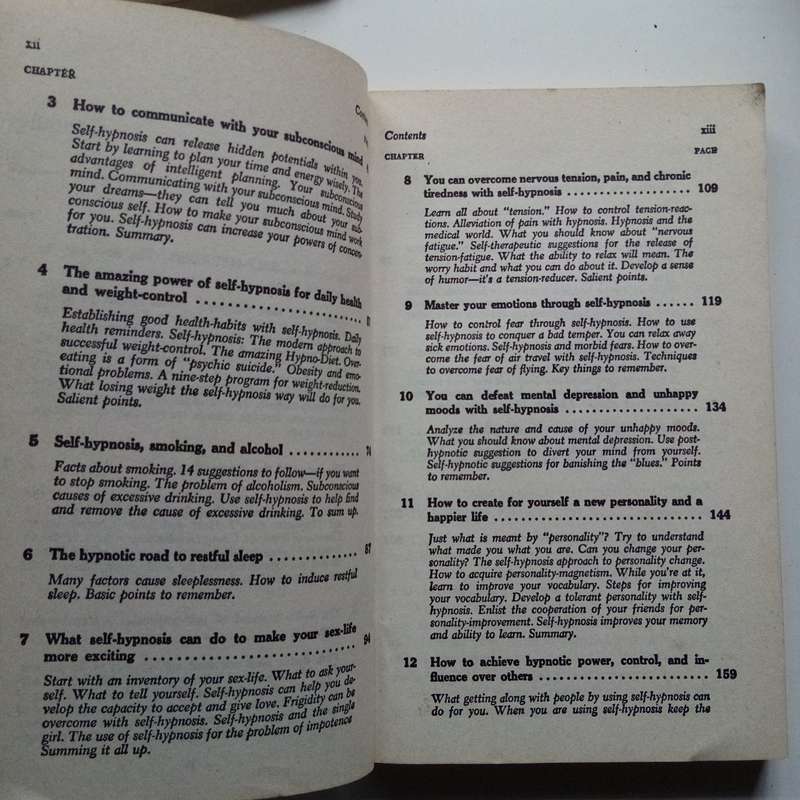 xii
CHAPTER
3 How to communicate with your subconscious mind
Self-hypnosis can release hidden potentials within you.
Start by learning to plan your time and energy wisely. The
advantages of intelligent planning. Your subconscious
mind. Communicating with your subconscious mind. Study
your dreams—they can tell you much about your sub-
conscious self. How to make your subconscious mind work
for you. Self-hypnosis can increase your powers of concen-
tration. Summary.
4 The amazing power of self-hypnosis for daily health
and weight-control
Establishing good health-habits with self-hypnosis. Daily
health reminders. Self-hypnosis: The modern approach to
successful weight-control. The amazing Hypno-Diet. Over-
eating is a form of "psychic suicide." Obesity and emo-
tional problems. A nine-step program for weight-reduction.
What losing weight the self-hypnosis way will do for you.
Salient points.
5 Self-hypnosis, smoking, and alcohol ............
Facts about smoking. 14 suggestions to follow—if you want
to stop smoking. The problem of alcoholism. Subconscious
causes of excessive drinking. Use self-hypnosis to help find
and remove the cause of excessive drinking. To sum up.
6 The hypnotic road to restful sleep ............ 87
Many factors cause sleeplessness. How to induce restful
sleep. Basic points to remember.
7 What self-hypnosis can do to make your sex-life
more exciting ............................ 94
Start with an inventory of your sex-life. What to ask your-
self. What to tell yourself. Self-hypnosis can help you de-
velop the capacity to accept and give love. Frigidity can be
overcome with self-hypnosis. Self-hypnosis and the single
girl. The use of self-hypnosis for the problem of impotence
Summing it all up.
Contents xiii
CHAPTER PAGE
8 You can overcome nervous tension, pain, and chronic
tiredness with self-hypnosis .................... 109
Learn all about "tension." How to control tension-reac-
tions. Alleviation of pain with hypnosis. Hypnosis and the
medical world. What you should know about "nervous
fatigue." Self-therapeutic suggestions for the release of
tension-fatigue. What the ability to relax will mean. The
worry habit and what you can do about it. Develop a sense
of humor—it's a tension-reducer. Salient points.
9 Master your emotions through self-hypnosis ...... 119
How to control fear through self-hypnosis. How to use
self-hypnosis to conquer a bad temper. You can relax away
sick emotions. Self-hypnosis and morbid fears. How to over-
come the fear of air travel with self-hypnosis. Techniques
to overcome fear of flying. Key things to remember.
10 You can defeat mental depression and unhappy
moods with self-hypnosis .................... 134
Analyze the nature and cause of your unhappy moods.
What you should know about mental depression. Use post-
hypnotic suggestion to divert your mind from yourself.
Self-hypnotic suggestions for banishing the "blues." Points
to remember.
11 How to create for yourself a new personality and a
happier life ................................ 144
Just what is meant by "personality"? Try to understand
what made you what you are. Can you change your per-
sonality? The self-hypnosis approach to personality change.
How to acquire personality-magnetism. While you're at it,
learn to improve your vocabulary. Steps for improving
your vocabulary. Develop a tolerant personality with self-
hypnosis. Enlist the cooperation of your friends for per-
sonality-improvement. Self-hypnosis improves your memory
and ability to learn. Summary.
12 How to achieve hypnotic power, control, and in-
fluence over others ......................... 159
What getting along with people by using self-hypnosis can
do for you. When you are using self-hypnosis keep the